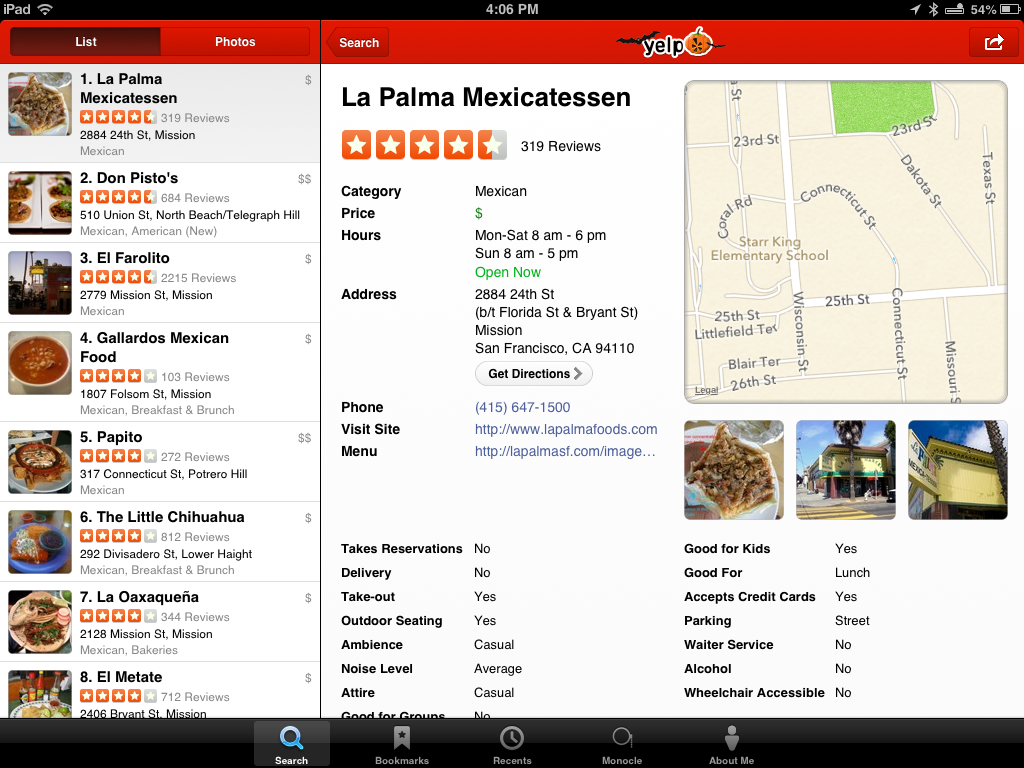 iPad 4:06 PM 54%
List Photos
Search yelp
1. La Palma Mexicatessen $
319 Reviews
2884 24th St, Mission
Mexican
2. Don Pisto's $$
684 Reviews
510 Union St, North Beach/Telegraph Hill
Mexican, American (New)
3. El Farolito $
2215 Reviews
2779 Mission St, Mission
Mexican
4. Gallardos Mexican Food $
103 Reviews
1807 Folsom St, Mission
Mexican, Breakfast & Brunch
5. Papito $$
272 Reviews
317 Connecticut St, Potrero Hill
Mexican
6. The Little Chihuahua $
812 Reviews
292 Divisadero St, Lower Haight
Mexican, Breakfast & Brunch
7. La Oaxaqueña $
344 Reviews
2128 Mission St, Mission
Mexican, Bakeries
8. El Metate $
712 Reviews
2406 Bryant St, Mission
La Palma Mexicatessen
319 Reviews
Category Mexican
Price $
Hours Mon-Sat 8 am - 6 pm
Sun 8 am - 5 pm
Open Now
Address 2884 24th St
(b/t Florida St & Bryant St)
Mission
San Francisco, CA 94110
Get Directions
Phone (415) 647-1500
Visit Site http://www.lapalmafoods.com
Menu http://lapalmasf.com/image…
23rd St
23rd St
Dakota St
Texas St
Connecticut St
Coral Rd
Starr King
Elementary School
25th St
25th St
Littlefield Ter
Wisconsin St
Connecticut St
Missouri S
Blair Ter
26th St
Legal
Takes Reservations No
Delivery No
Take-out Yes
Outdoor Seating Yes
Ambience Casual
Noise Level Average
Attire Casual
Good for Groups No
Good for Kids Yes
Good For Lunch
Accepts Credit Cards Yes
Parking Street
Waiter Service No
Alcohol No
Wheelchair Accessible No
Search Bookmarks Recents Monocle About Me